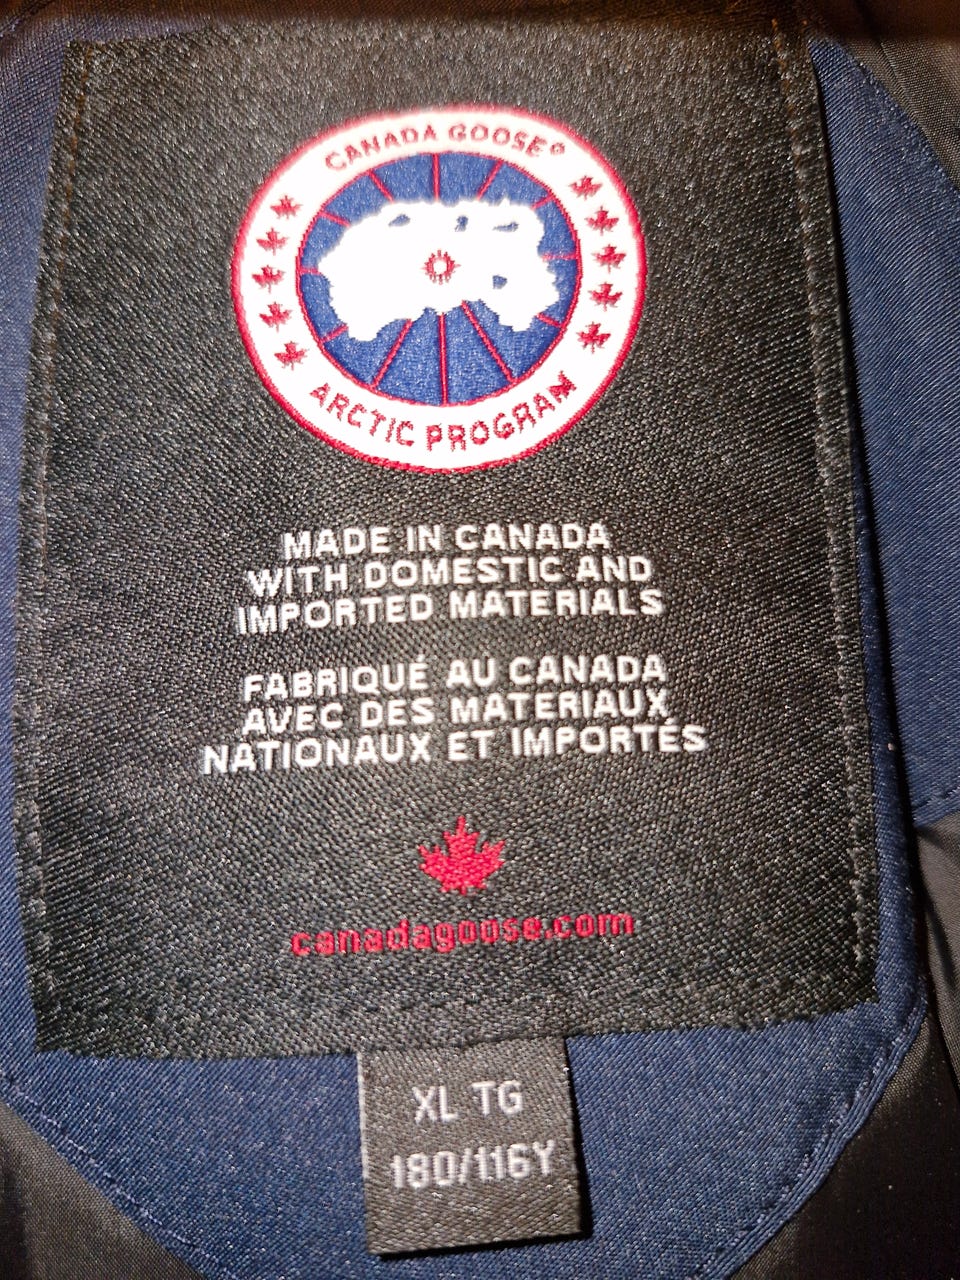 CANADA GOOSE®
ARCTIC PROGRAM
MADE IN CANADA
WITH DOMESTIC AND
IMPORTED MATERIALS
FABRIQUÉ AU CANADA
AVEC DES MATERIAUX
NATIONAUX ET IMPORTÉS
canadagoose.com
XL TG
180/116Y